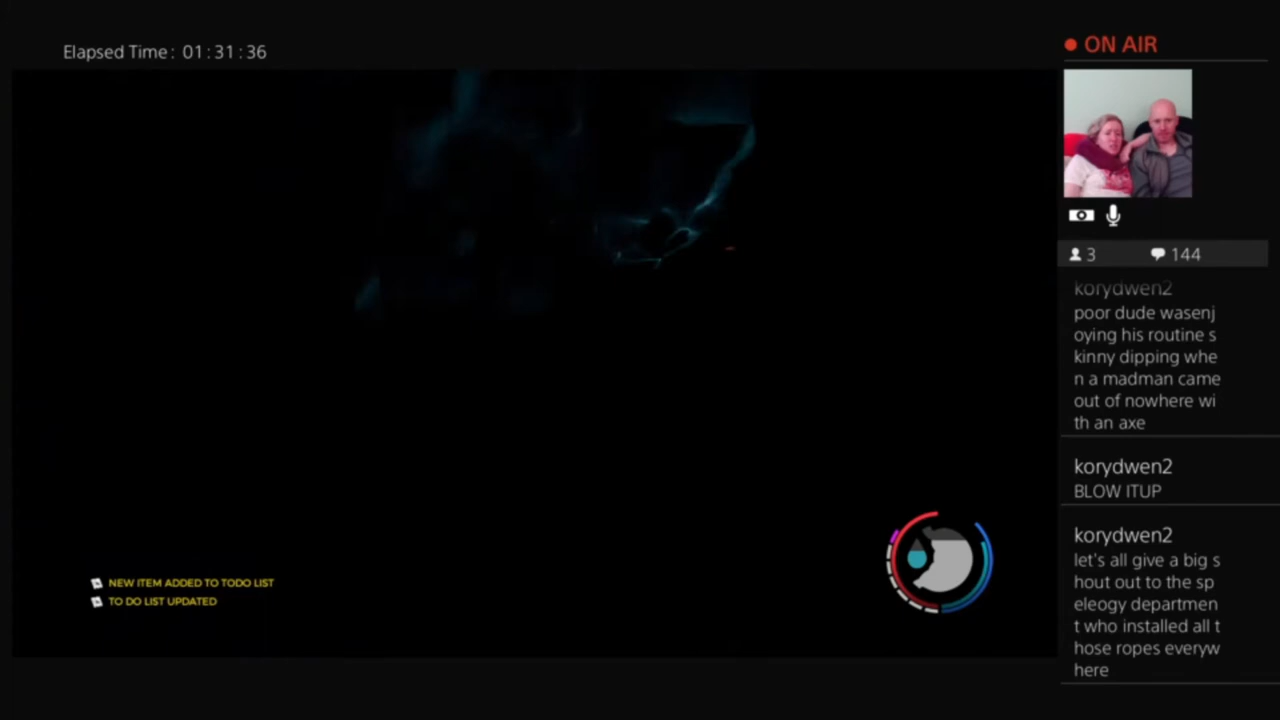 Elapsed Time: 01:31:36
ON AIR
3
144
korydwen2
poor dude wasenj
oying his routine s
kinny dipping whe
n a madman came
out of nowhere wi
th an axe
korydwen2
BLOW ITUP
korydwen2
let's all give a big s
hout out to the sp
eleogy departmen
t who installed all t
hose ropes everyw
here
NEW ITEM ADDED TO TODO LIST
TO DO LIST UPDATED